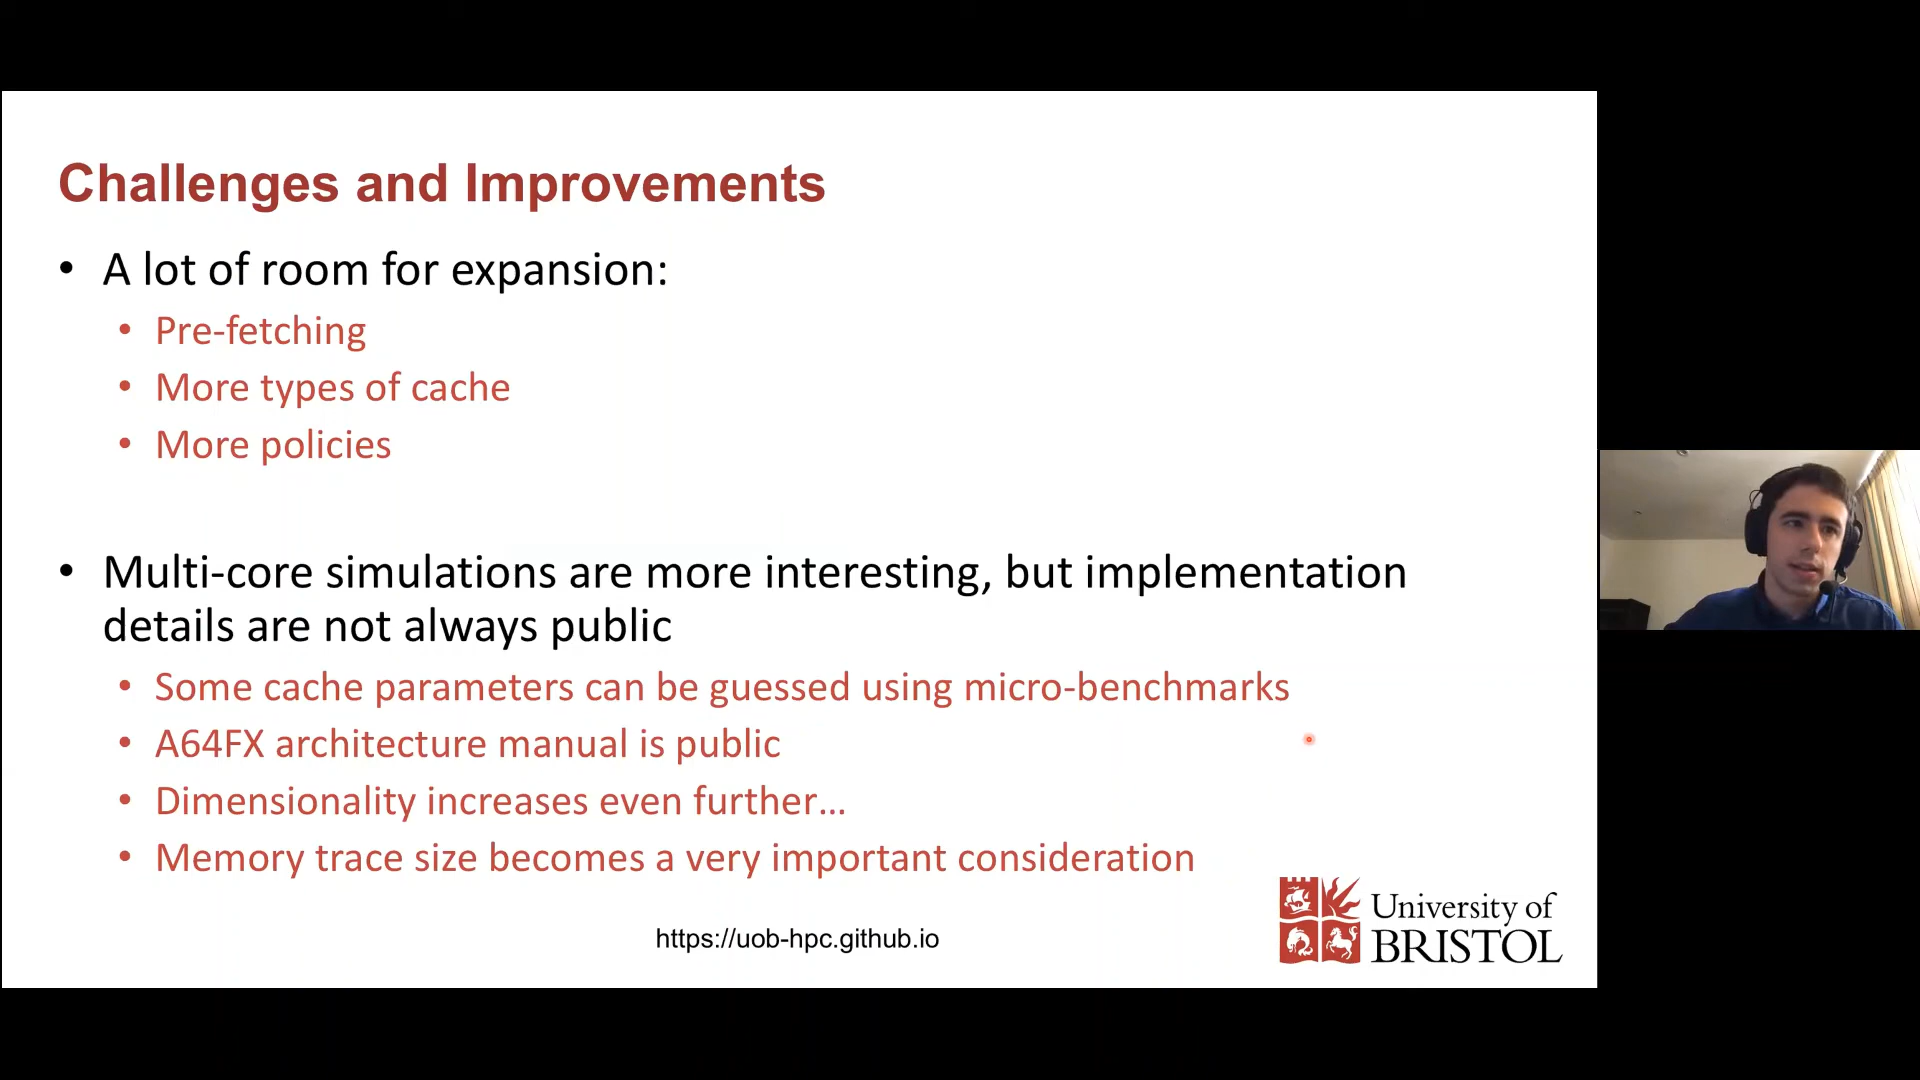 Challenges and Improvements
• A lot of room for expansion:
• Pre-fetching
• More types of cache
• More policies
• Multi-core simulations are more interesting, but implementation
details are not always public
• Some cache parameters can be guessed using micro-benchmarks
• A64FX architecture manual is public
• Dimensionality increases even further…
• Memory trace size becomes a very important consideration
https://uob-hpc.github.io
University of
BRISTOL